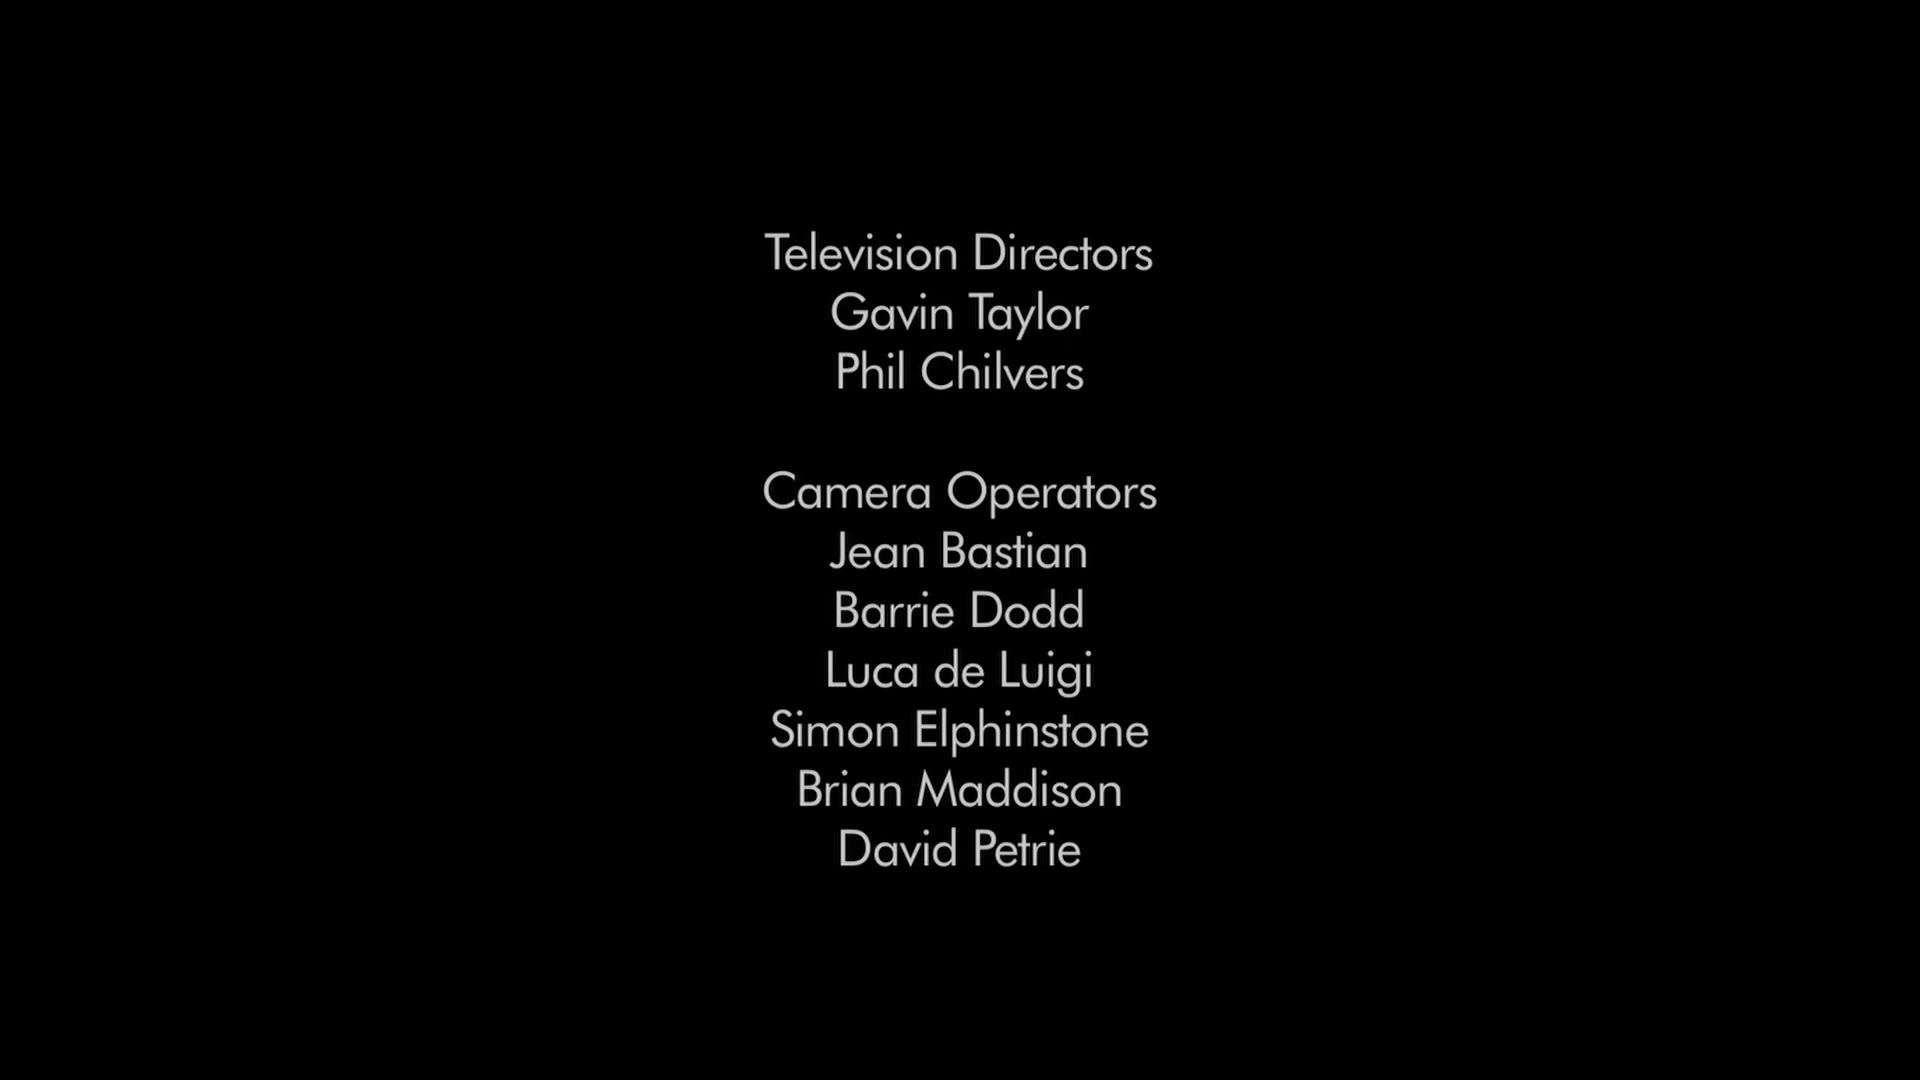 Television Directors
Gavin Taylor
Phil Chilvers
Camera Operators
Jean Bastian
Barrie Dodd
Luca de Luigi
Simon Elphinstone
Brian Maddison
David Petrie